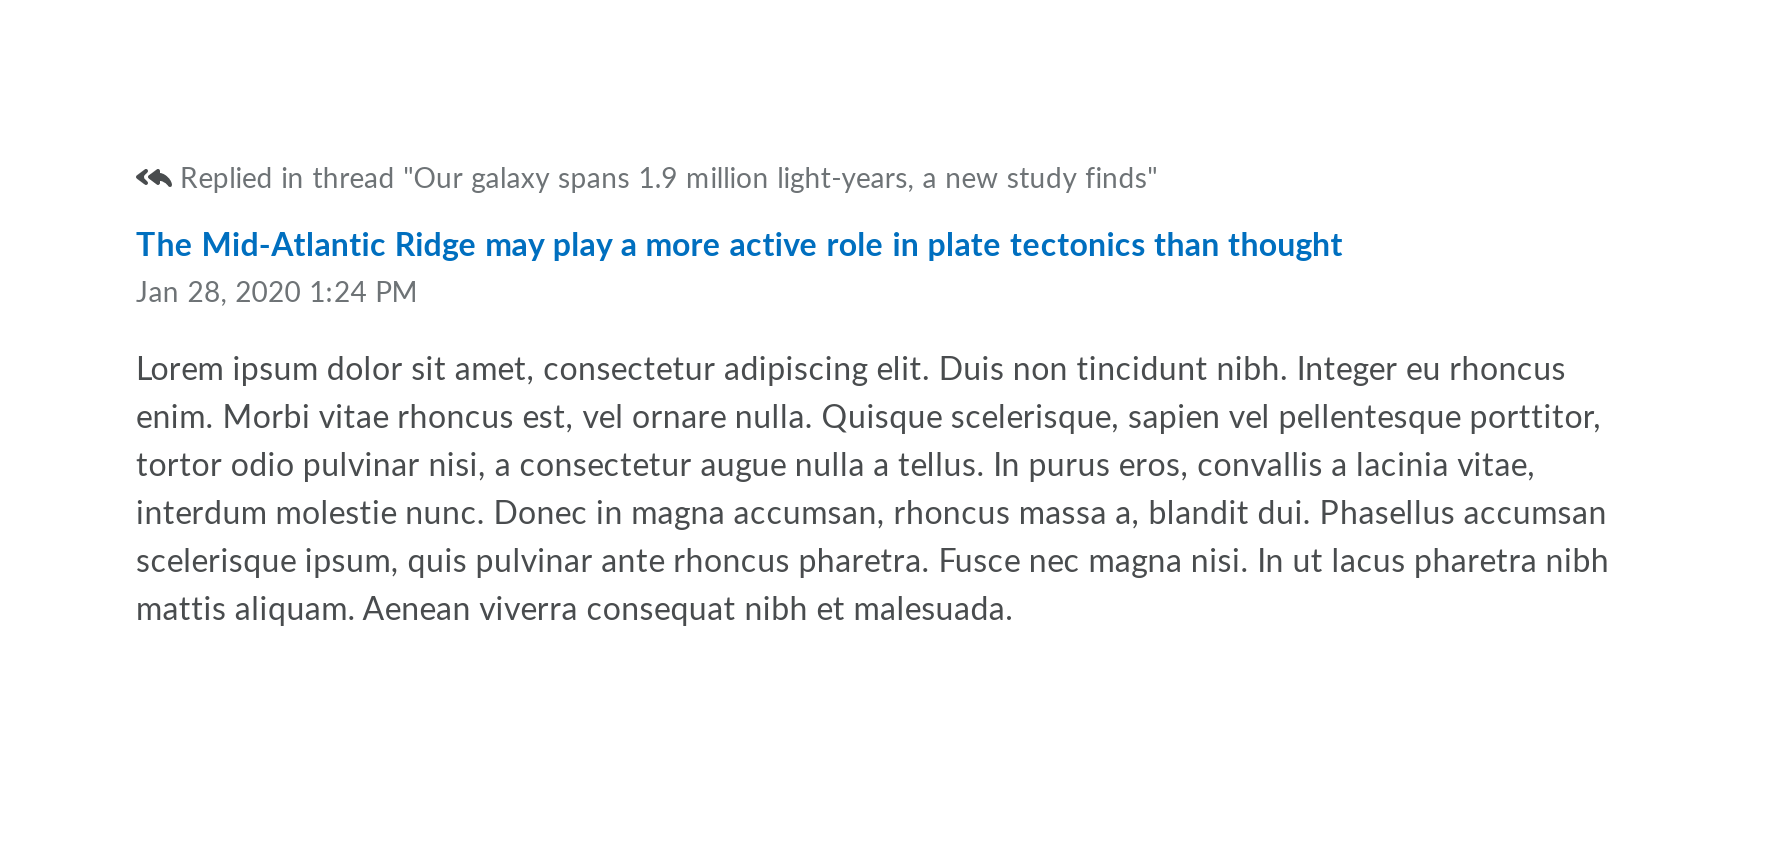 Replied in thread "Our galaxy spans 1.9 million light-years, a new study finds"
The Mid-Atlantic Ridge may play a more active role in plate tectonics than thought
Jan 28, 2020 1:24 PM
Lorem ipsum dolor sit amet, consectetur adipiscing elit. Duis non tincidunt nibh. Integer eu rhoncus
enim. Morbi vitae rhoncus est, vel ornare nulla. Quisque scelerisque, sapien vel pellentesque porttitor,
tortor odio pulvinar nisi, a consectetur augue nulla a tellus. In purus eros, convallis a lacinia vitae,
interdum molestie nunc. Donec in magna accumsan, rhoncus massa a, blandit dui. Phasellus accumsan
scelerisque ipsum, quis pulvinar ante rhoncus pharetra. Fusce nec magna nisi. In ut lacus pharetra nibh
mattis aliquam. Aenean viverra consequat nibh et malesuada.